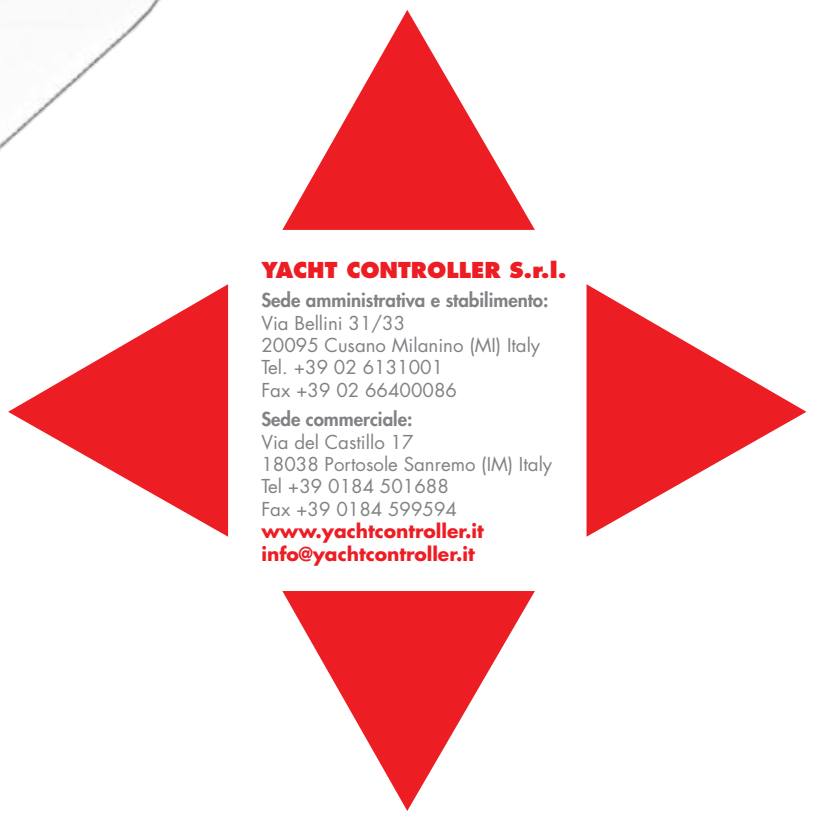 YACHT CONTROLLER S.r.l.
Sede amministrativa e stabilimento:
Via Bellini 31/33
20095 Cusano Milanino (MI) Italy
Tel. +39 02 6131001
Fax +39 02 66400086
Sede commerciale:
Via del Castillo 17
18038 Portosole Sanremo (IM) Italy
Tel +39 0184 501688
Fax +39 0184 599594
www.yachtcontroller.it
info@yachtcontroller.it